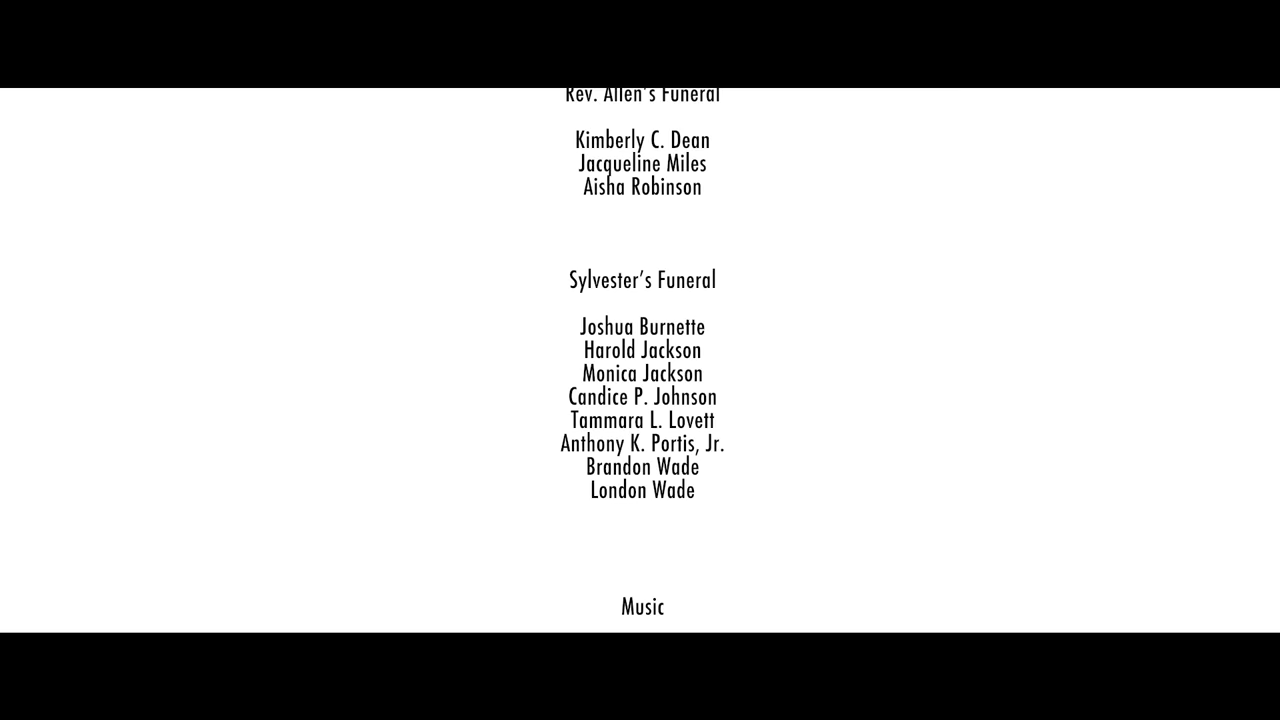 Rev. Allen's Funeral
Kimberly C. Dean
Jacqueline Miles
Aisha Robinson
Sylvester's Funeral
Joshua Burnette
Harold Jackson
Monica Jackson
Candice P. Johnson
Tammara L. Lovett
Anthony K. Portis, Jr.
Brandon Wade
London Wade
Music